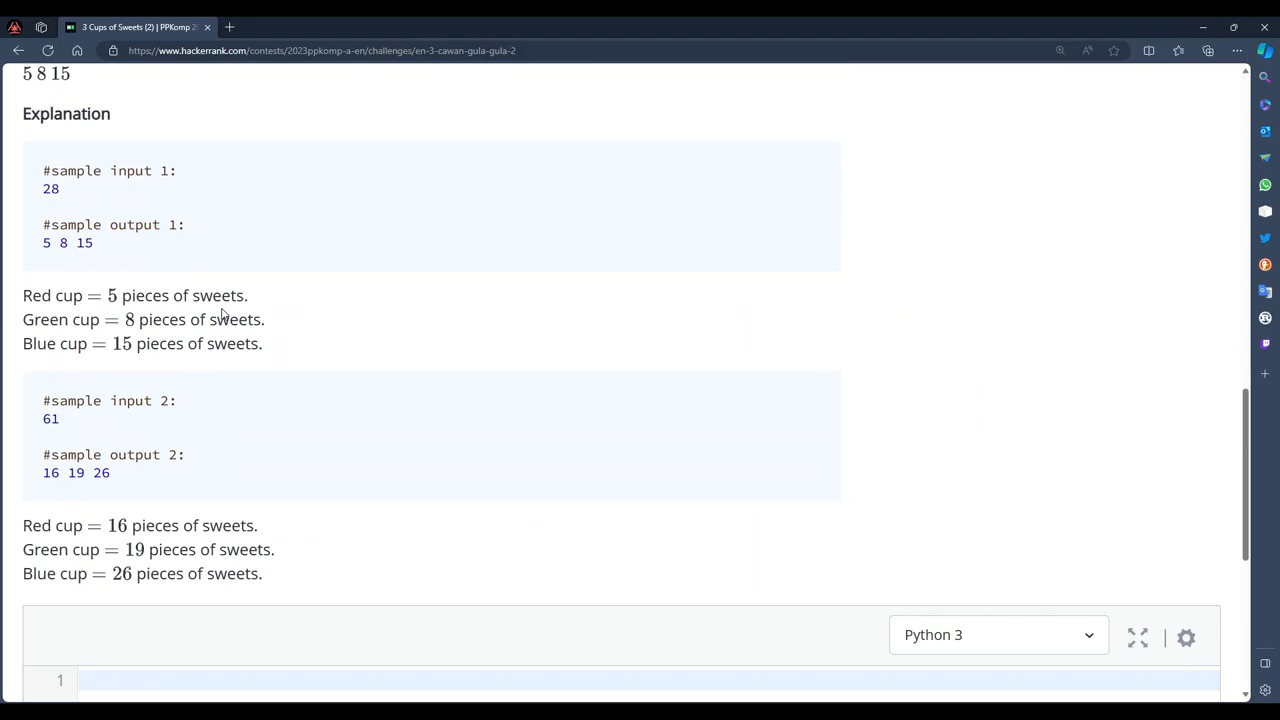 3 Cups of Sweets (2) | PPKomp 20
https://www.hackerrank.com/contests/2023ppkomp-a-en/challenges/en-3-cawan-gula-gula-2
5 8 15
Explanation
#sample input 1:
28
#sample output 1:
5 8 15
Red cup = 5 pieces of sweets.
Green cup = 8 pieces of sweets.
Blue cup = 15 pieces of sweets.
#sample input 2:
61
#sample output 2:
16 19 26
Red cup = 16 pieces of sweets.
Green cup = 19 pieces of sweets.
Blue cup = 26 pieces of sweets.
Python 3
1